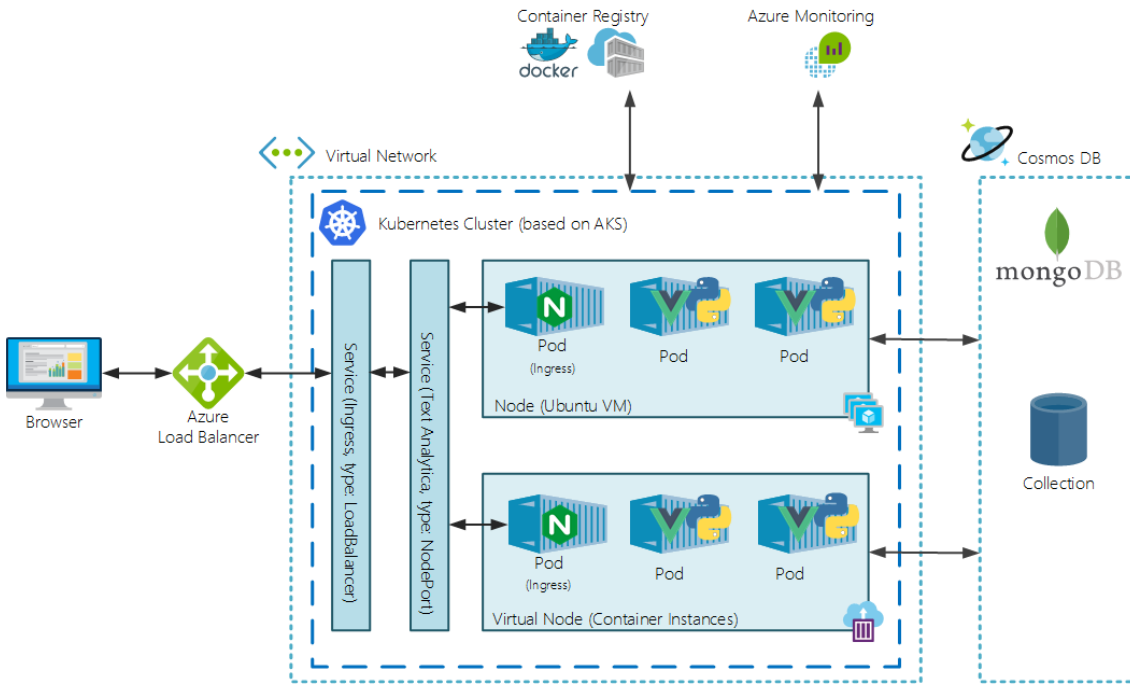 Container Registry
Azure Monitoring
docker
Virtual Network
Cosmos DB
Kubernetes Cluster (based on AKS)
mongoDB
Service (Ingress, type: LoadBalancer)
Service (Text Analytica, type: NodePort)
N
Pod
(Ingress)
Pod
Pod
Node (Ubuntu VM)
Browser
Azure
Load Balancer
Collection
N
Pod
(Ingress)
Pod
Pod
Virtual Node (Container Instances)